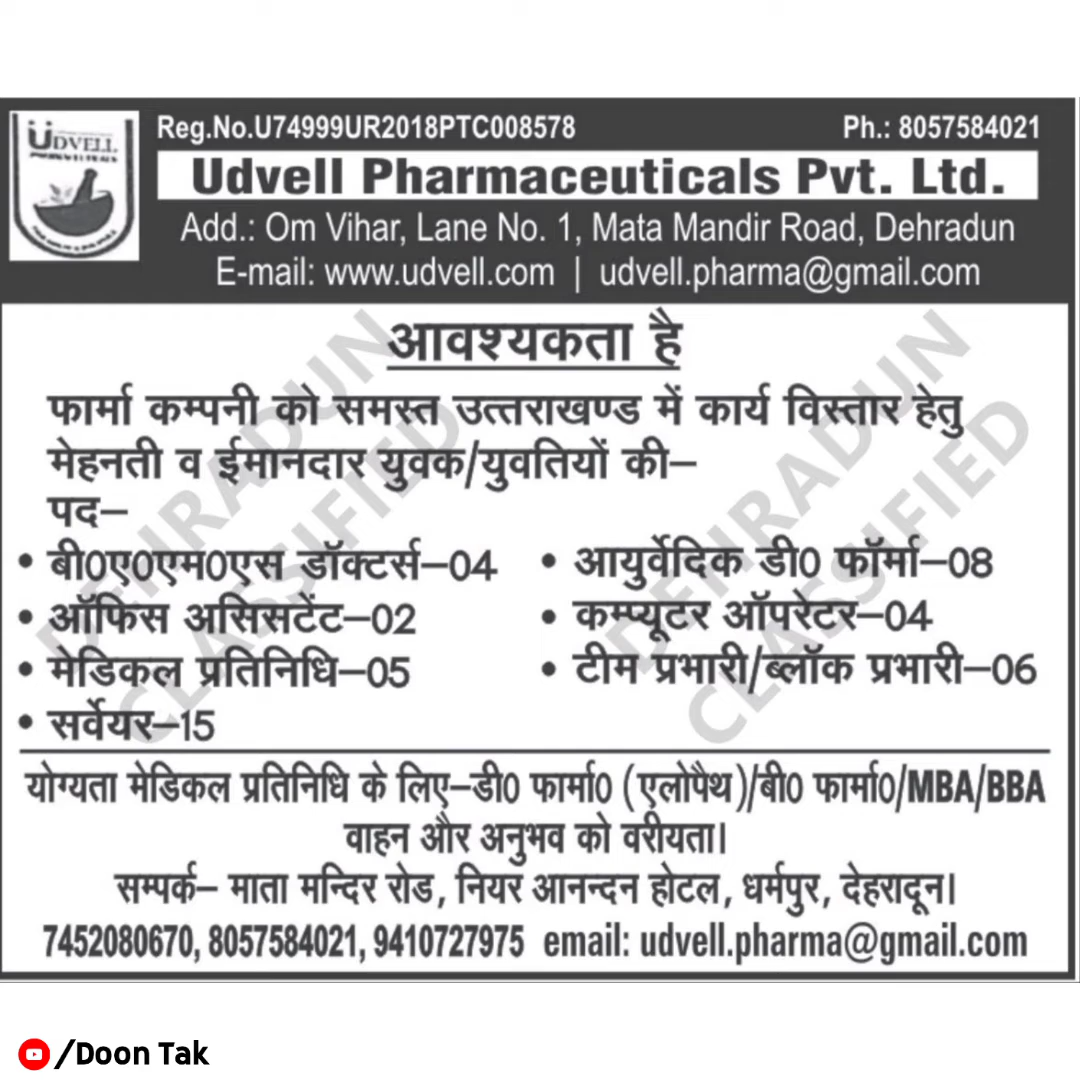 UDVELL
Reg.No.U74999UR2018PTC008578
Ph.: 8057584021
Udvell Pharmaceuticals Pvt. Ltd.
Add.: Om Vihar, Lane No. 1, Mata Mandir Road, Dehradun
E-mail: www.udvell.com | udvell.pharma@gmail.com
आवश्यकता है
फार्मा कम्पनी को समस्त उत्तराखण्ड में कार्य विस्तार हेतु
मेहनती व ईमानदार युवक/युवतियों की–
पद–
• बी0ए0एम0एस डॉक्टर्स–04
• आयुर्वेदिक डी0 फॉर्मा–08
• ऑफिस असिसटेंट–02
• कम्प्यूटर ऑपरेटर–04
• मेडिकल प्रतिनिधि–05
• टीम प्रभारी/ब्लॉक प्रभारी–06
• सर्वेयर–15
योग्यता मेडिकल प्रतिनिधि के लिए–डी0 फार्मा0 (एलोपैथ)/बी0 फार्मा0/MBA/BBA
वाहन और अनुभव को वरीयता।
सम्पर्क– माता मन्दिर रोड, नियर आनन्दन होटल, धर्मपुर, देहरादून।
7452080670, 8057584021, 9410727975 email: udvell.pharma@gmail.com
DEHRADUN
CLASSIFIED
DEHRADUN
CLASSIFIED
/Doon Tak